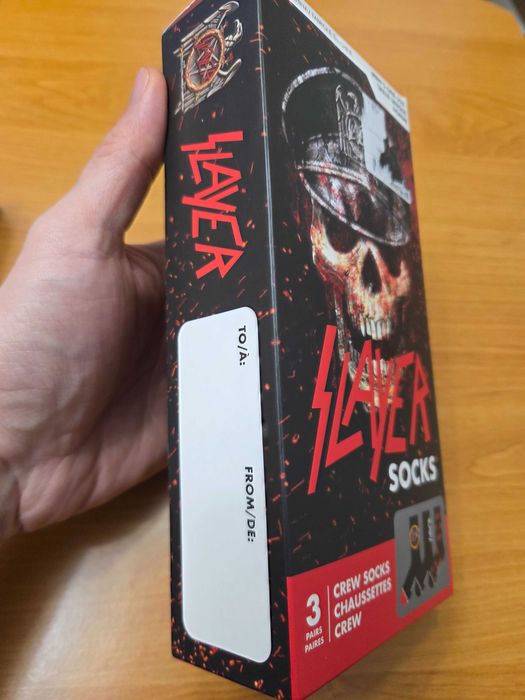 SLAYER
TO/À:
FROM/DE:
SLAYER
SOCKS
3
PAIRS
PAIRES
CREW SOCKS
CHAUSSETTES
CREW